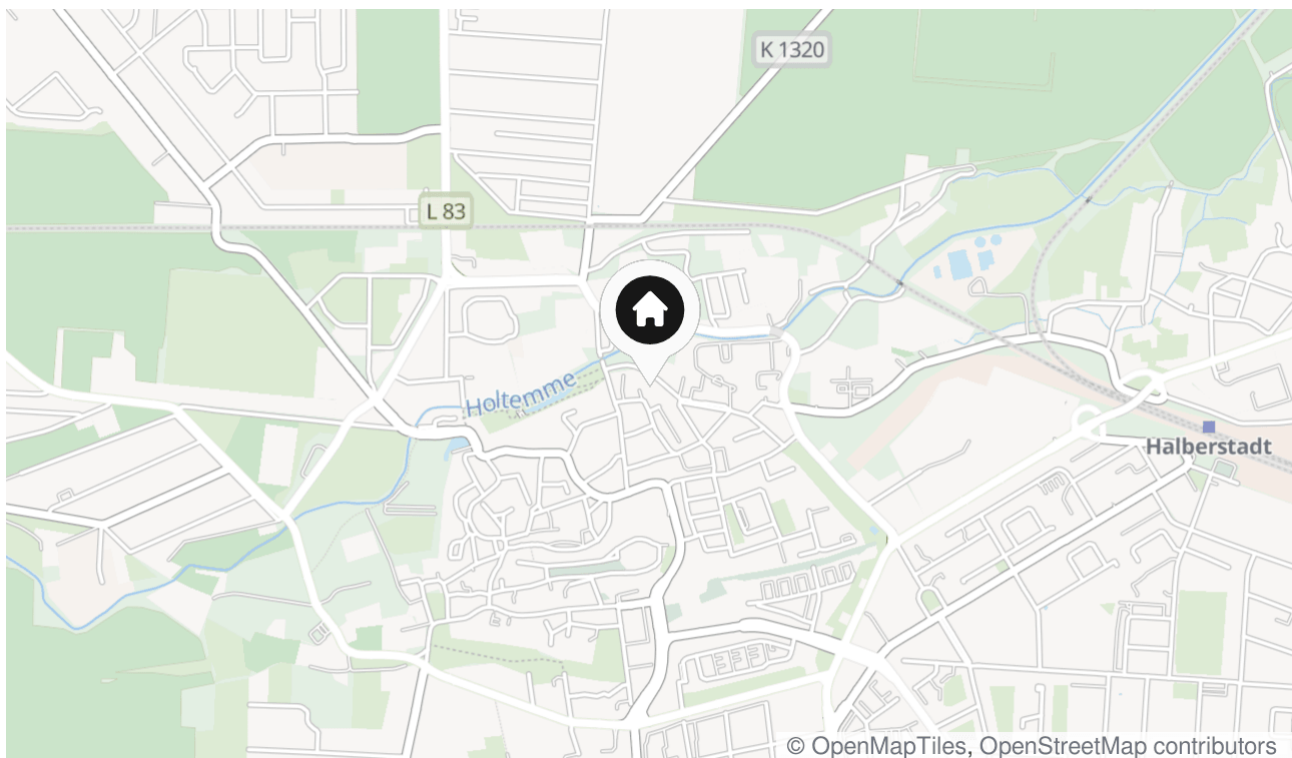 K 1320
L 83
Holtemme
Halberstadt
© OpenMapTiles, OpenStreetMap contributors